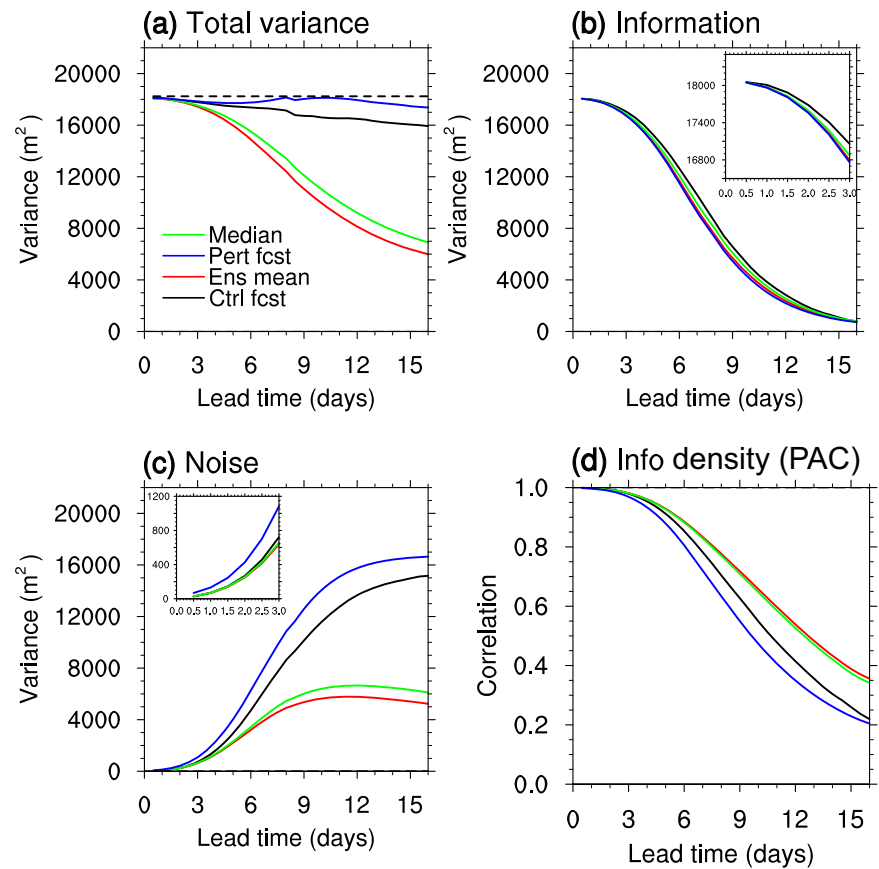 (a) Total variance
Variance (m²)
20000
16000
12000
8000
4000
0
Median
Pert fcst
Ens mean
Ctrl fcst
0 3 6 9 12 15
Lead time (days)
(b) Information
Variance (m²)
20000
16000
12000
8000
4000
0
18000
17400
16800
0.0 0.5 1.0 1.5 2.0 2.5 3.0
0 3 6 9 12 15
Lead time (days)
(c) Noise
Variance (m²)
20000
16000
12000
8000
4000
0
1200
800
400
0
0.0 0.5 1.0 1.5 2.0 2.5 3.0
0 3 6 9 12 15
Lead time (days)
(d) Info density (PAC)
Correlation
1.0
0.8
0.6
0.4
0.2
0.0
0 3 6 9 12 15
Lead time (days)